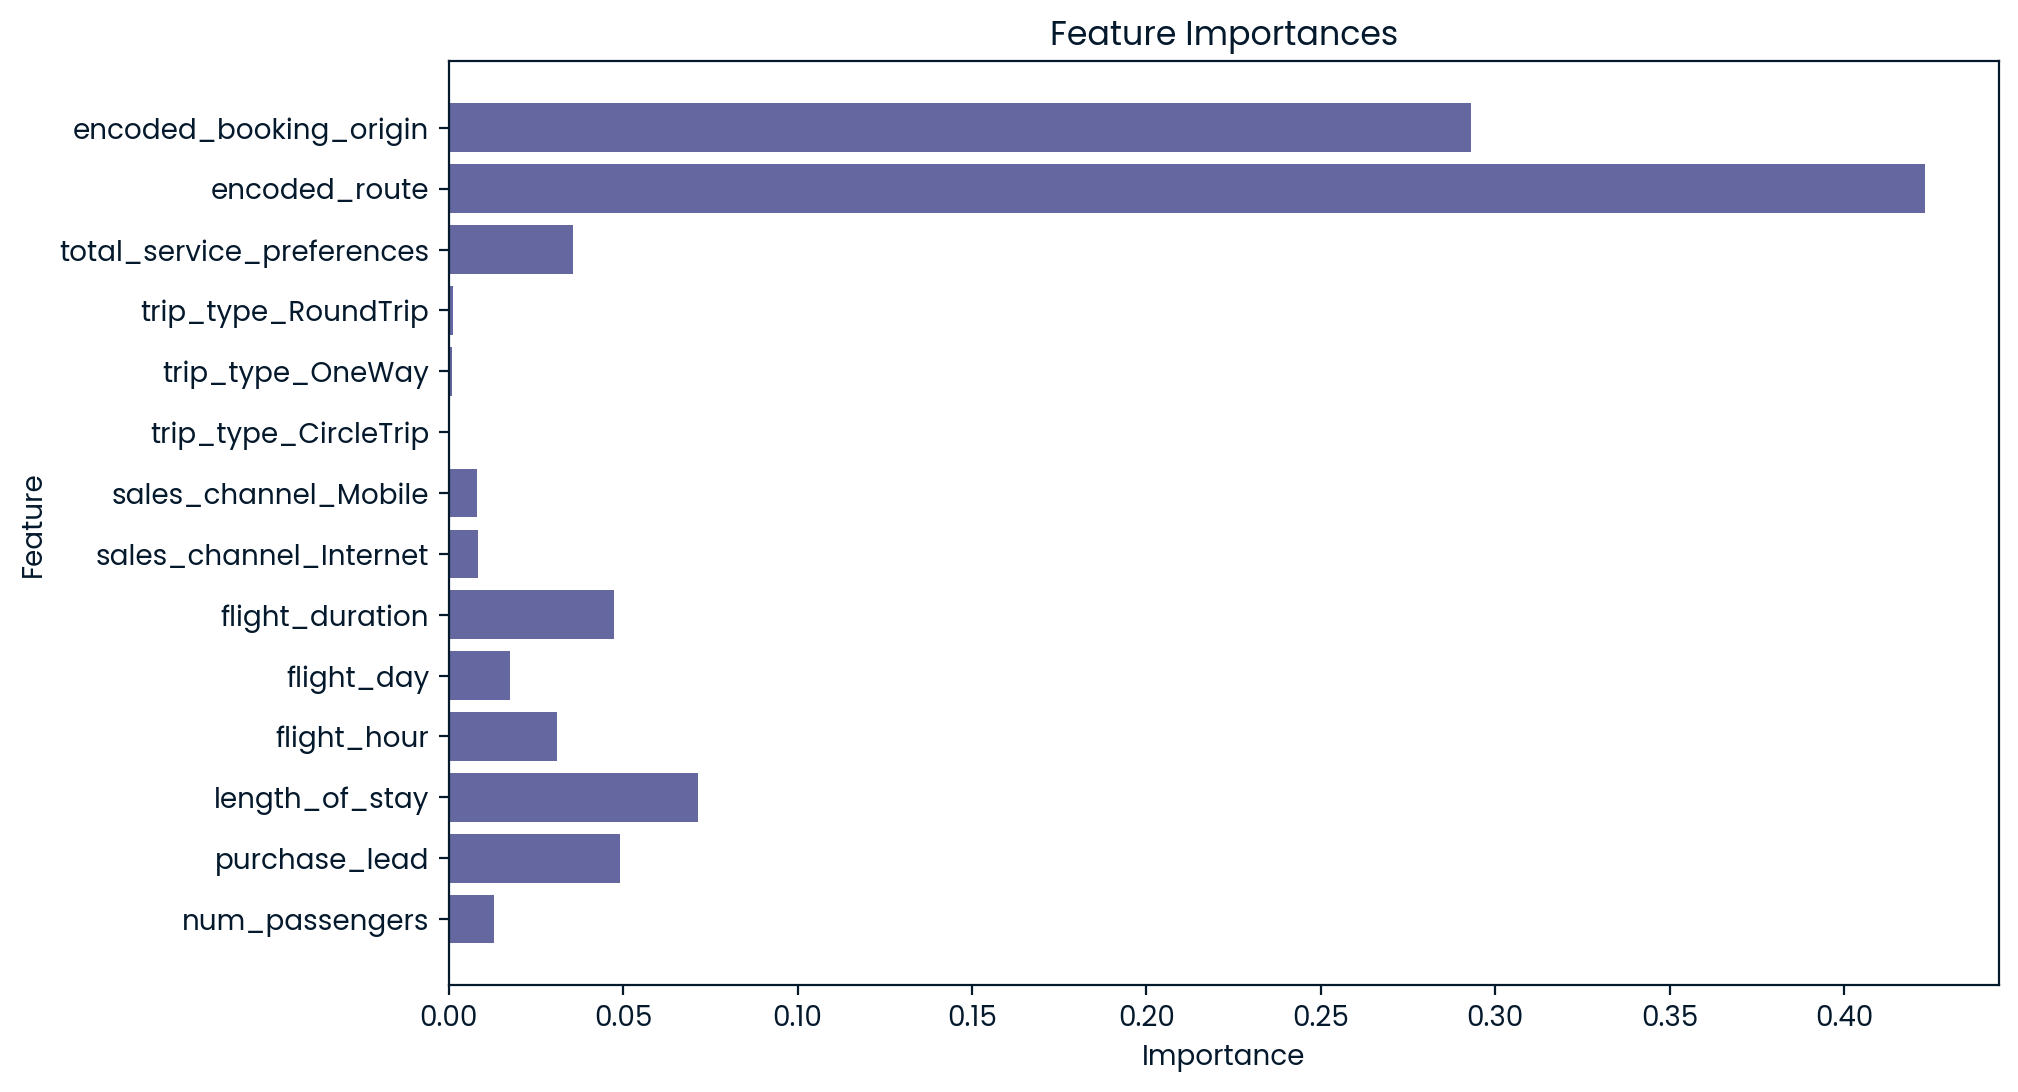 Feature Importances
encoded_booking_origin
encoded_route
total_service_preferences
trip_type_RoundTrip
trip_type_OneWay
trip_type_CircleTrip
sales_channel_Mobile
sales_channel_Internet
flight_duration
flight_day
flight_hour
length_of_stay
purchase_lead
num_passengers
Feature
0.00 0.05 0.10 0.15 0.20 0.25 0.30 0.35 0.40
Importance